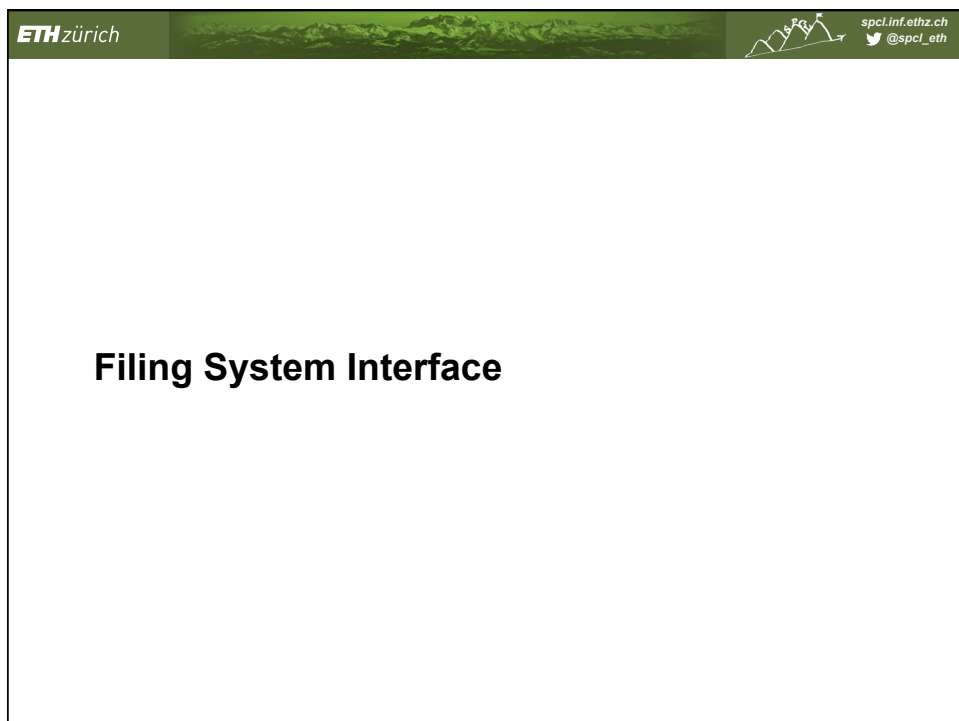 ETH zürich
spcl.inf.ethz.ch
@spcl_eth
Filing System Interface